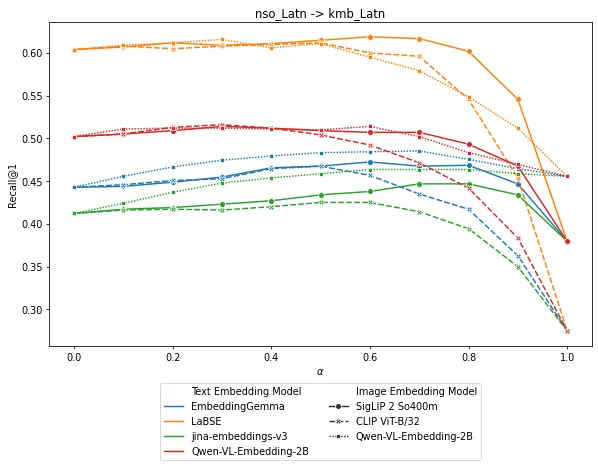 nso_Latn -> kmb_Latn
Recall@1
0.60
0.55
0.50
0.45
0.40
0.35
0.30
0.0 0.2 0.4 0.6 0.8 1.0
α
Text Embedding Model Image Embedding Model
EmbeddingGemma SigLIP 2 So400m
LaBSE CLIP ViT-B/32
jina-embeddings-v3 Qwen-VL-Embedding-2B
Qwen-VL-Embedding-2B